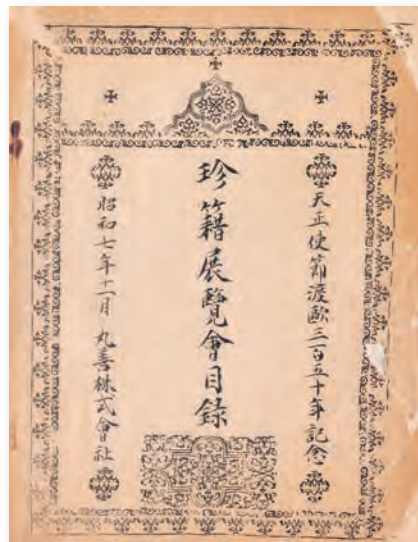 天正使節渡歐三百五十年記念
珍籍展覽會目錄
昭和七年十一月 丸善株式會社